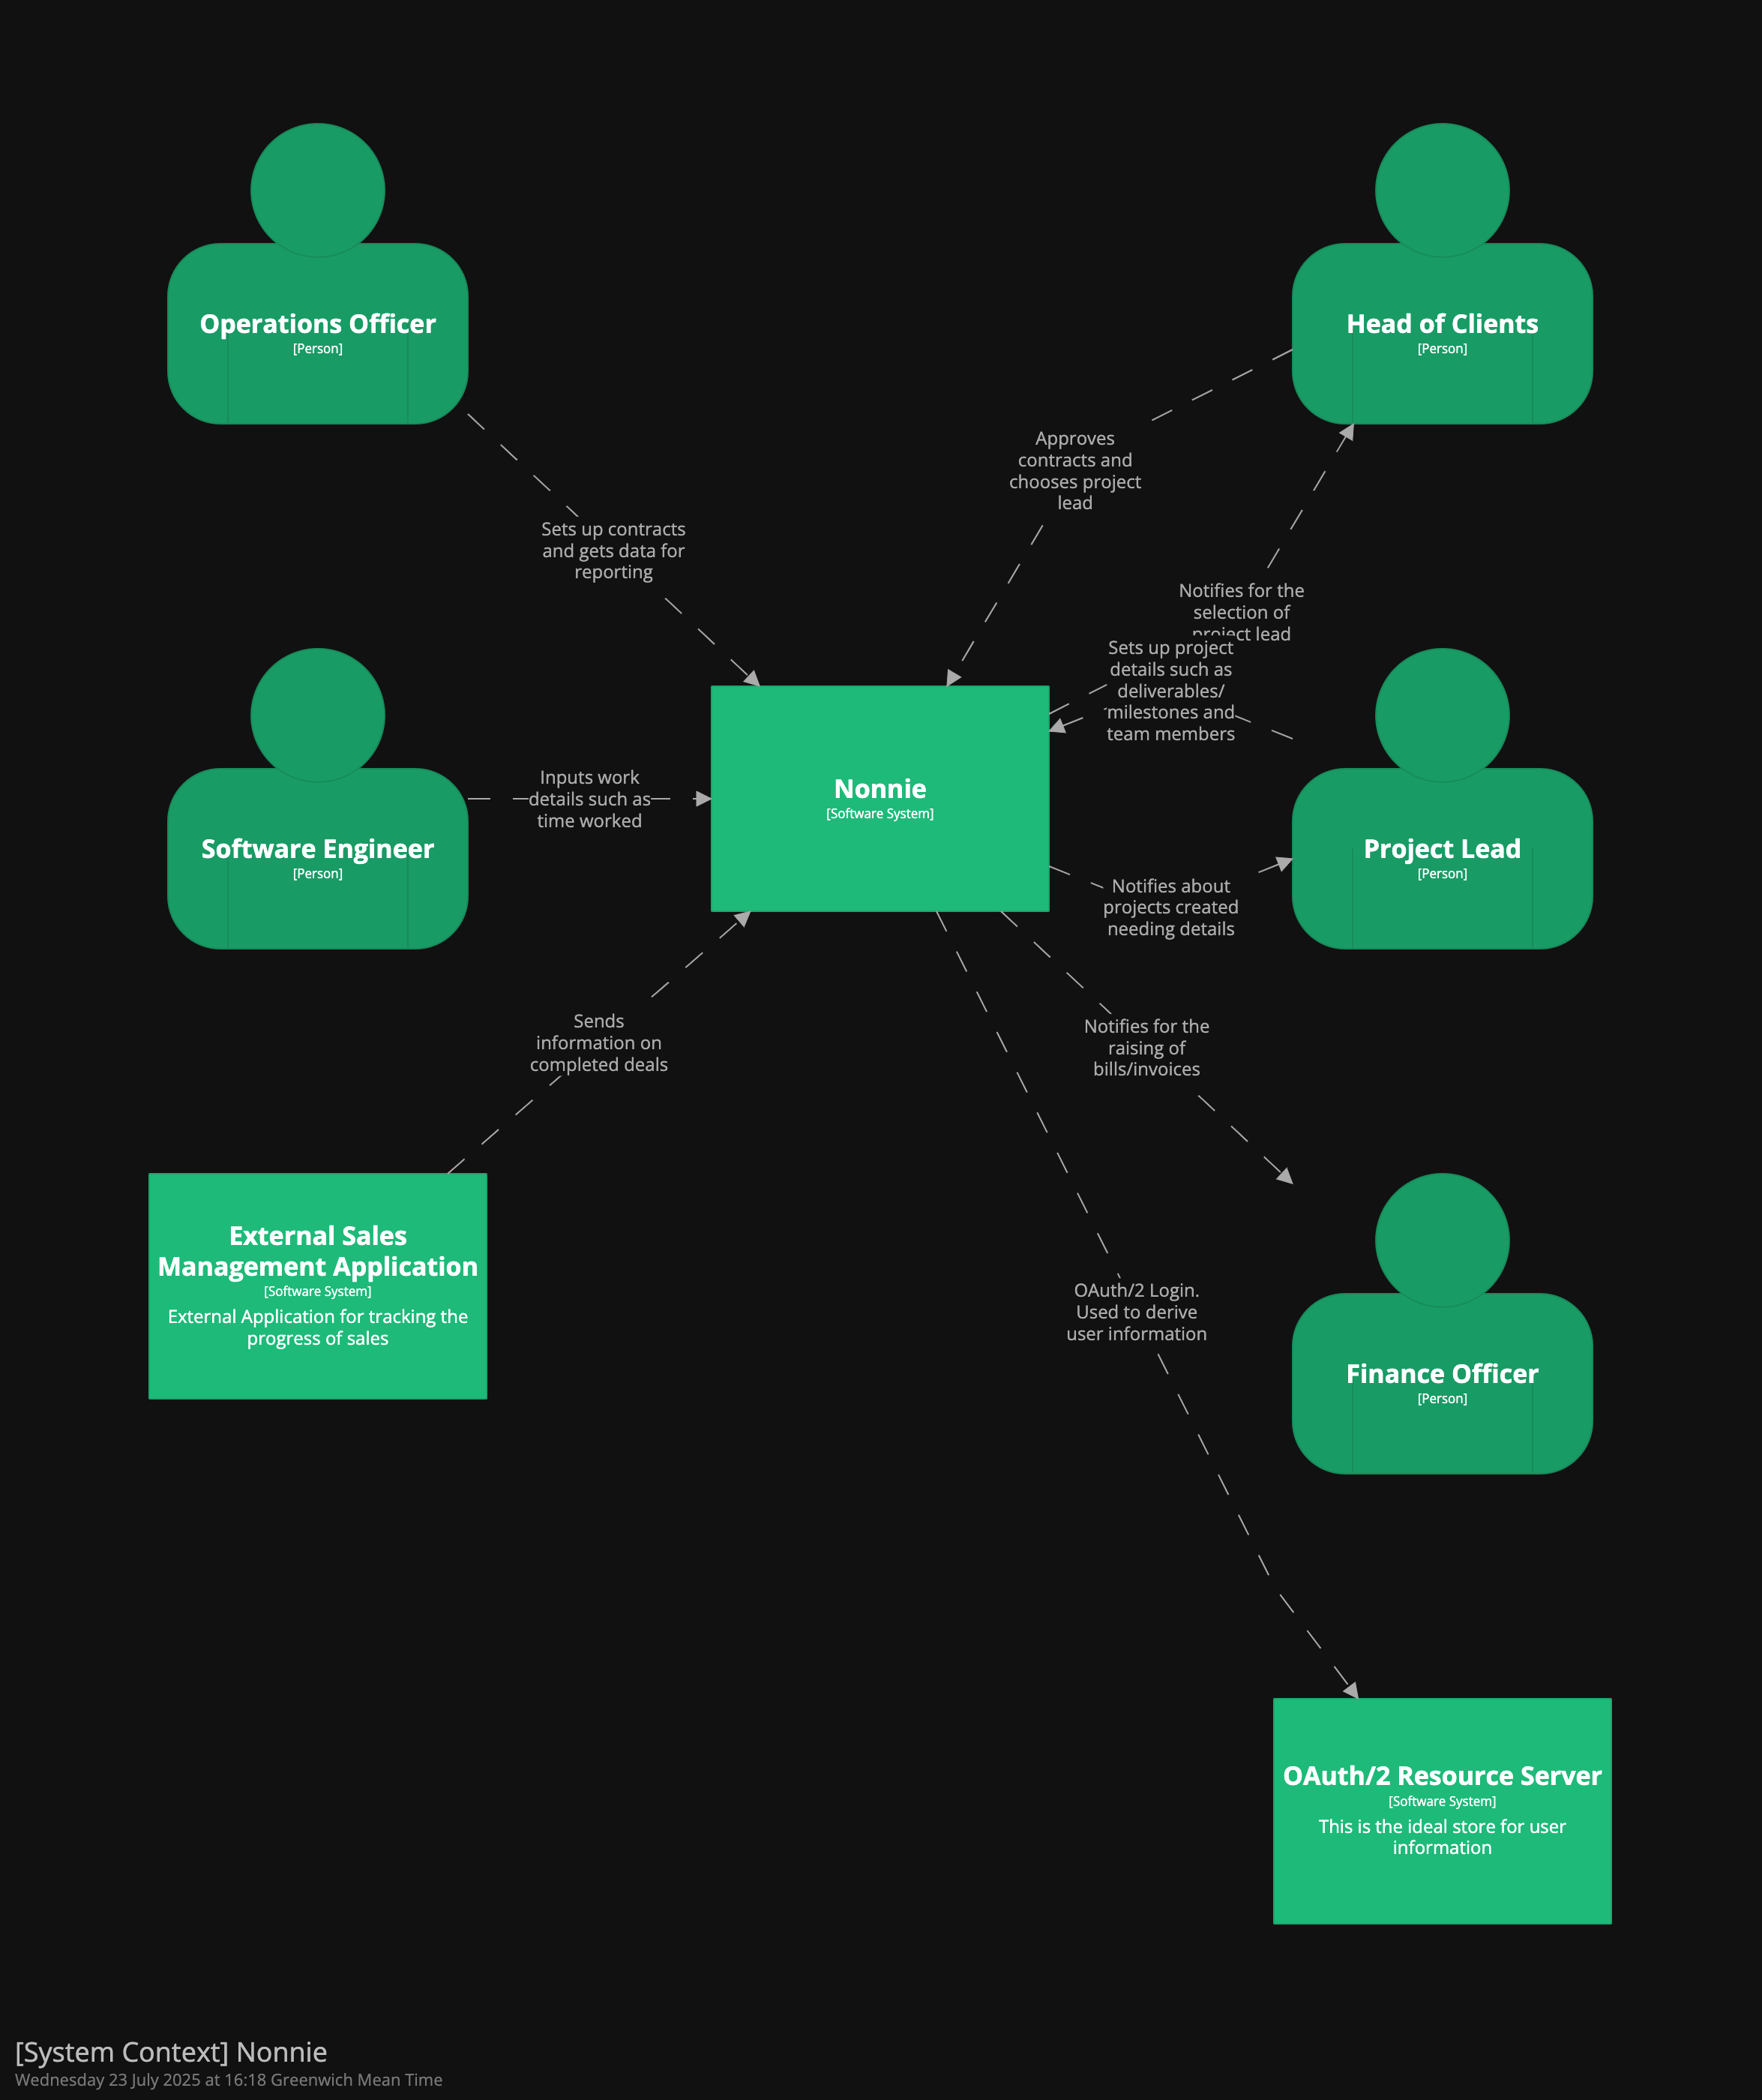 Operations Officer
[Person]
Head of Clients
[Person]
Approves
contracts and
chooses project
lead
Sets up contracts
and gets data for
reporting
Notifies for the
selection of
project lead
Sets up project
details such as
deliverables/
milestones and
team members
Inputs work
details such as
time worked
Nonnie
[Software System]
Software Engineer
[Person]
Project Lead
[Person]
Notifies about
projects created
needing details
Sends
information on
completed deals
Notifies for the
raising of
bills/invoices
External Sales
Management Application
[Software System]
External Application for tracking the
progress of sales
OAuth/2 Login.
Used to derive
user information
Finance Officer
[Person]
OAuth/2 Resource Server
[Software System]
This is the ideal store for user
information
[System Context] Nonnie
Wednesday 23 July 2025 at 16:18 Greenwich Mean Time